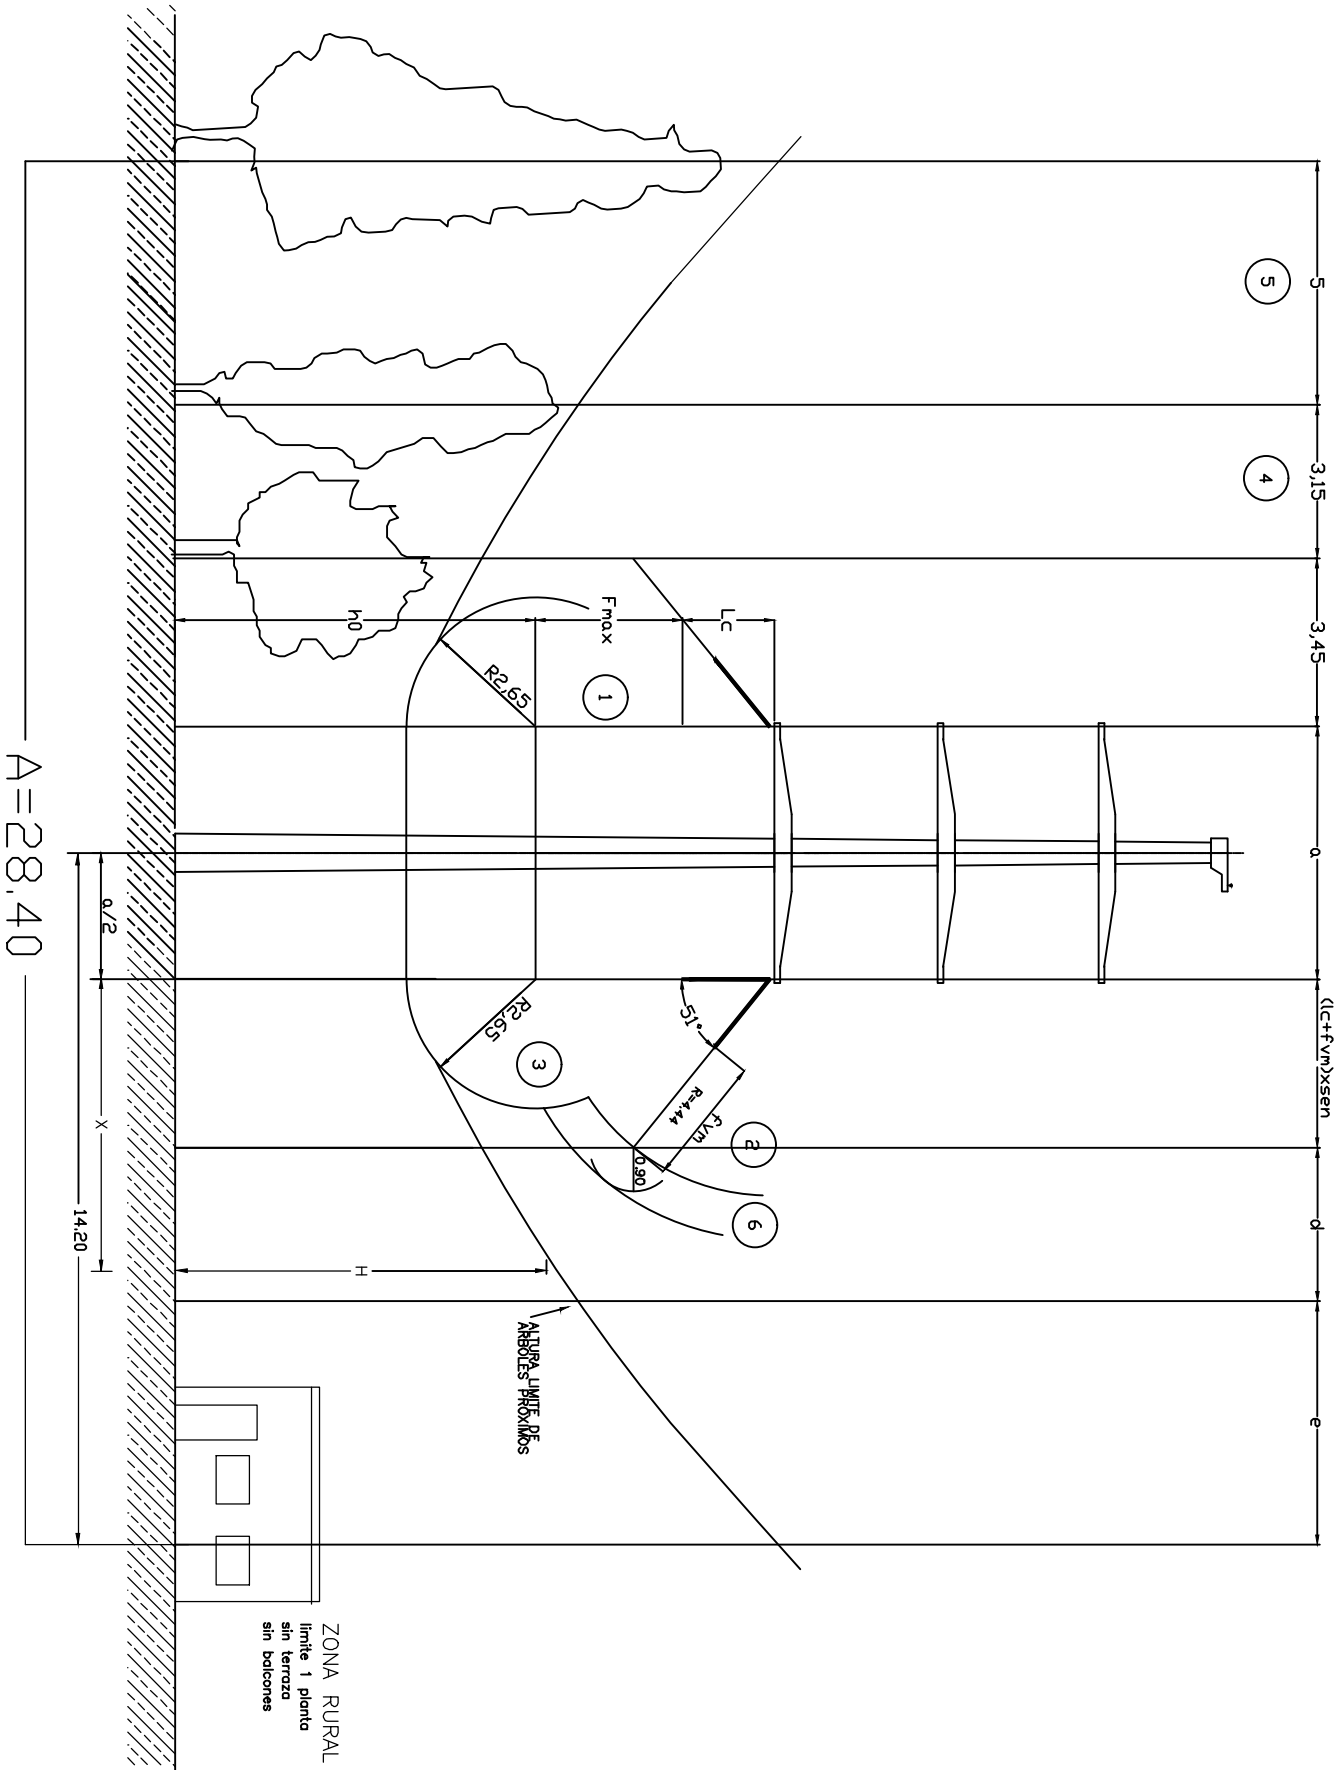 5
3,15
3,45
a
(lc+fvm)xsen
d
e
5
4
Lc
Fmax
h0
1
R2,65
51°
R=4.44
fvm
2
0.90
6
R2,65
3
H
ALTURA LIMITE DE
ARBOLES PROXIMOS
a/2
X
14.20
A=28.40
ZONA RURAL
limite 1 planta
sin terraza
sin balcones